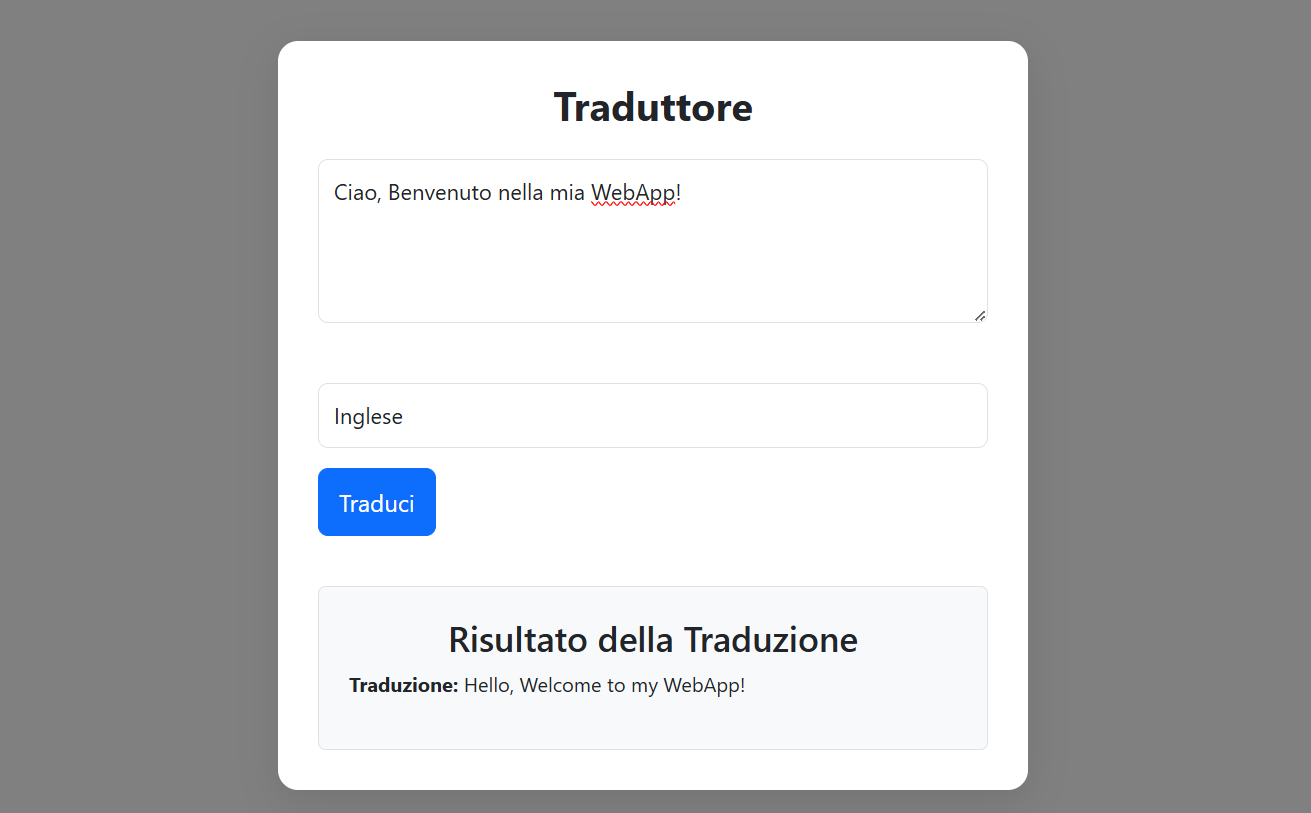 Traduttore
Ciao, Benvenuto nella mia WebApp!
Inglese
Traduci
Risultato della Traduzione
Traduzione: Hello, Welcome to my WebApp!